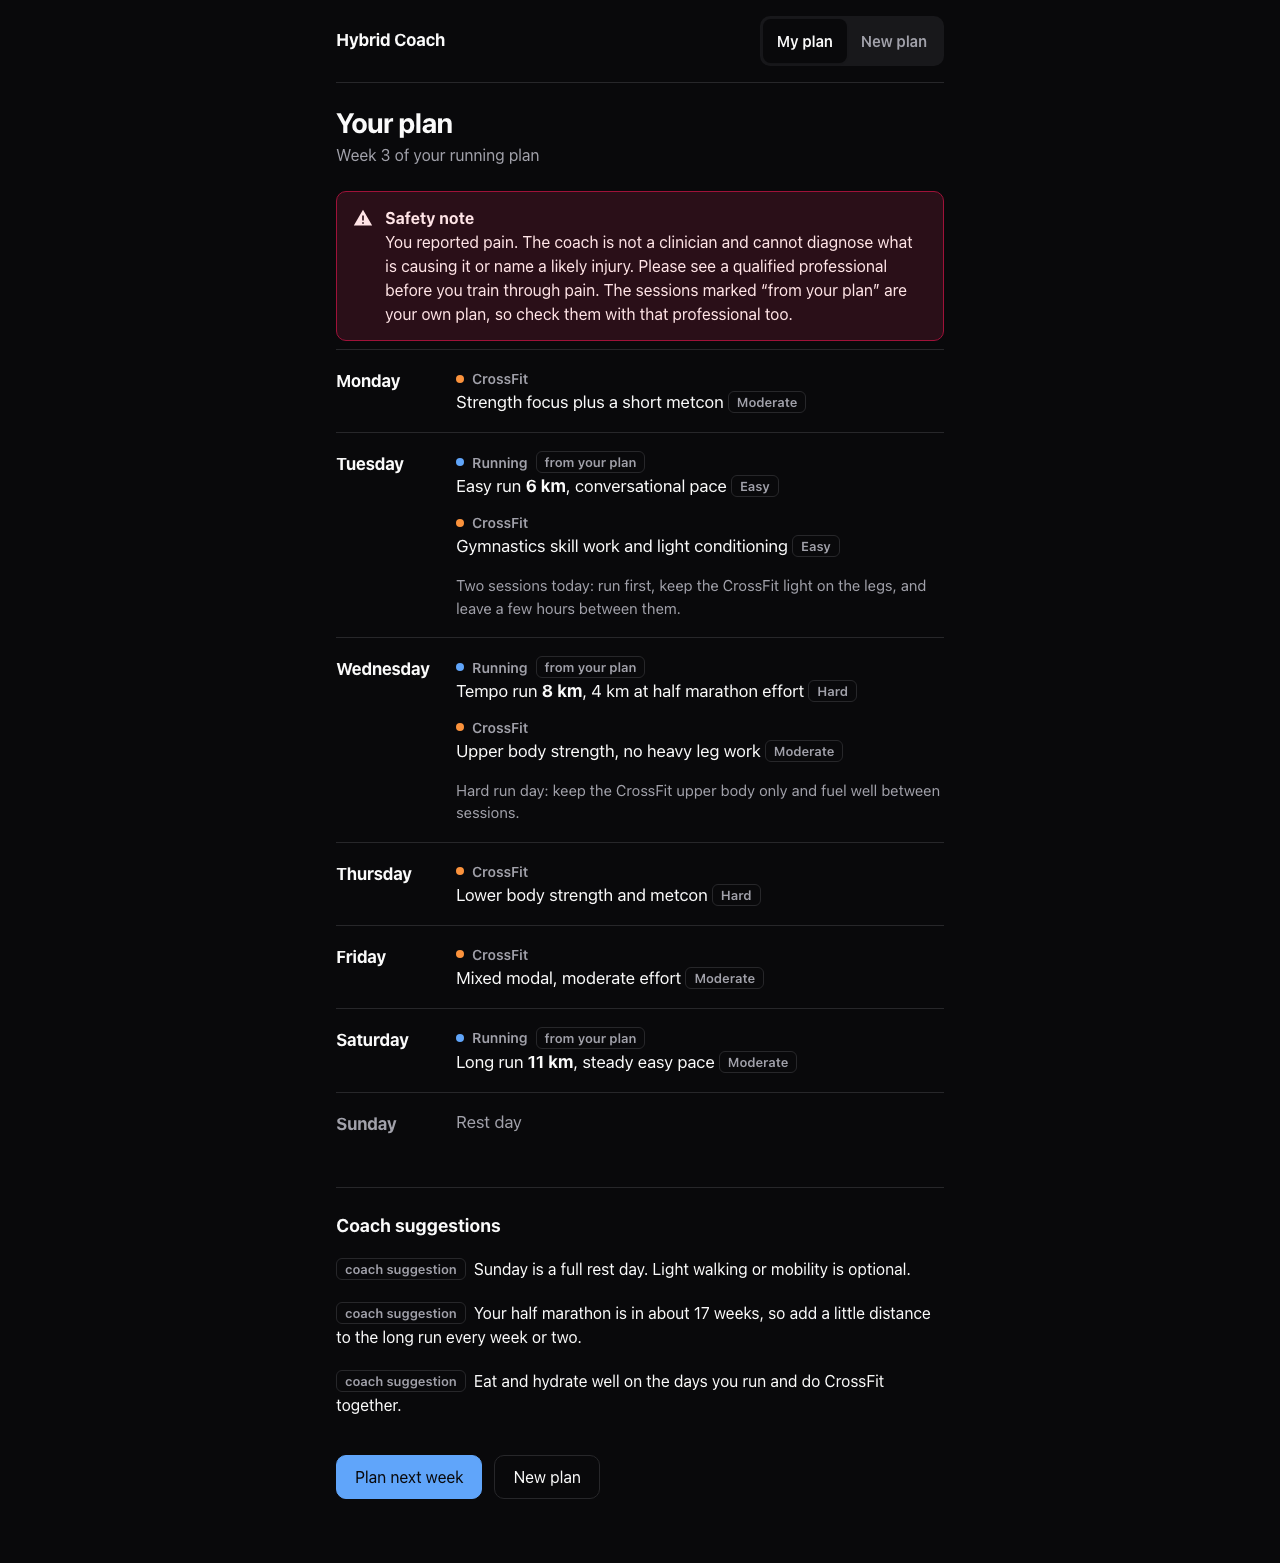 Hybrid Coach
My plan
New plan
Your plan
Week 3 of your running plan
Safety note
You reported pain. The coach is not a clinician and cannot diagnose what
is causing it or name a likely injury. Please see a qualified professional
before you train through pain. The sessions marked “from your plan” are
your own plan, so check them with that professional too.
Monday
CrossFit
Strength focus plus a short metcon Moderate
Tuesday
Running from your plan
Easy run 6 km, conversational pace Easy
CrossFit
Gymnastics skill work and light conditioning Easy
Two sessions today: run first, keep the CrossFit light on the legs, and
leave a few hours between them.
Wednesday
Running from your plan
Tempo run 8 km, 4 km at half marathon effort Hard
CrossFit
Upper body strength, no heavy leg work Moderate
Hard run day: keep the CrossFit upper body only and fuel well between
sessions.
Thursday
CrossFit
Lower body strength and metcon Hard
Friday
CrossFit
Mixed modal, moderate effort Moderate
Saturday
Running from your plan
Long run 11 km, steady easy pace Moderate
Sunday
Rest day
Coach suggestions
coach suggestion Sunday is a full rest day. Light walking or mobility is optional.
coach suggestion Your half marathon is in about 17 weeks, so add a little distance
to the long run every week or two.
coach suggestion Eat and hydrate well on the days you run and do CrossFit
together.
Plan next week
New plan